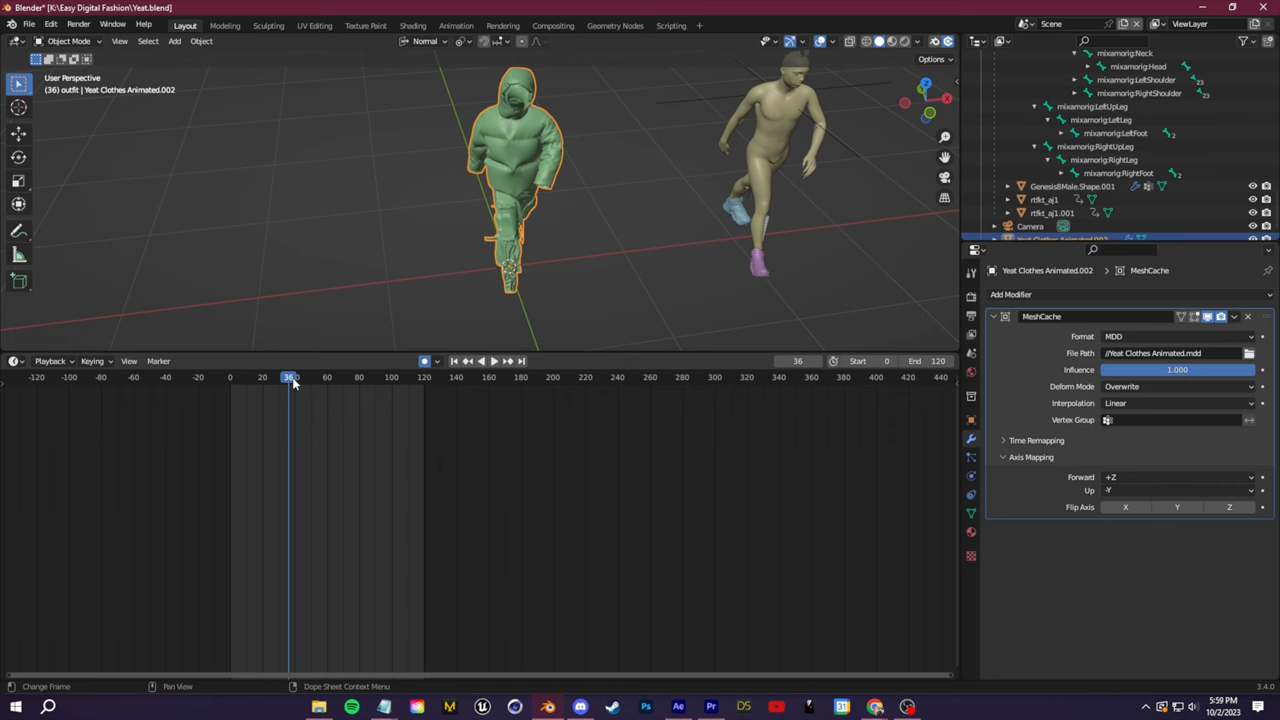 Blender* [K:\Easy Digital Fashion\Yeat.blend]
File Edit Render Window Help Layout Modeling Sculpting UV Editing Texture Paint Shading Animation Rendering Compositing Geometry Nodes Scripting + Scene ViewLayer
Object Mode View Select Add Object Normal
Options
User Perspective
(36) outfit | Yeat Clothes Animated.002
mixamorig:Neck
mixamorig:Head
mixamorig:LeftShoulder 23
mixamorig:RightShoulder 23
mixamorig:LeftUpLeg
mixamorig:LeftLeg
mixamorig:LeftFoot 2
mixamorig:RightUpLeg
mixamorig:RightLeg
mixamorig:RightFoot 2
Genesis8Male.Shape.001
rtfkt_aj1
rtfkt_aj1.001
Camera
Yeat Clothes Animated.002
Yeat Clothes Animated.002 > MeshCache
Add Modifier
MeshCache
Format MDD
File Path //Yeat Clothes Animated.mdd
Influence 1.000
Deform Mode Overwrite
Interpolation Linear
Vertex Group
Time Remapping
Axis Mapping
Forward +Z
Up -Y
Flip Axis X Y Z
Playback Keying View Marker 36 Start 0 End 120
-120 -100 -80 -60 -40 -20 0 20 36 60 80 100 120 140 160 180 200 220 240 260 280 300 320 340 360 380 400 420 440
Change Frame Pan View Dope Sheet Context Menu 3.4.0
5:59 PM
10/2/2023